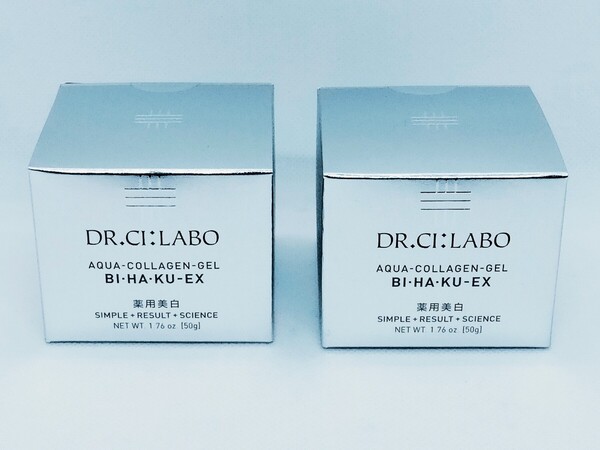 DR.CI:LABO
AQUA-COLLAGEN-GEL
BI·HA·KU-EX
薬用美白
SIMPLE + RESULT + SCIENCE
NET WT. 1 76 oz. [50g]
DR.CI:LABO
AQUA-COLLAGEN-GEL
BI·HA·KU-EX
薬用美白
SIMPLE + RESULT + SCIENCE
NET WT. 1 76 oz. [50g]